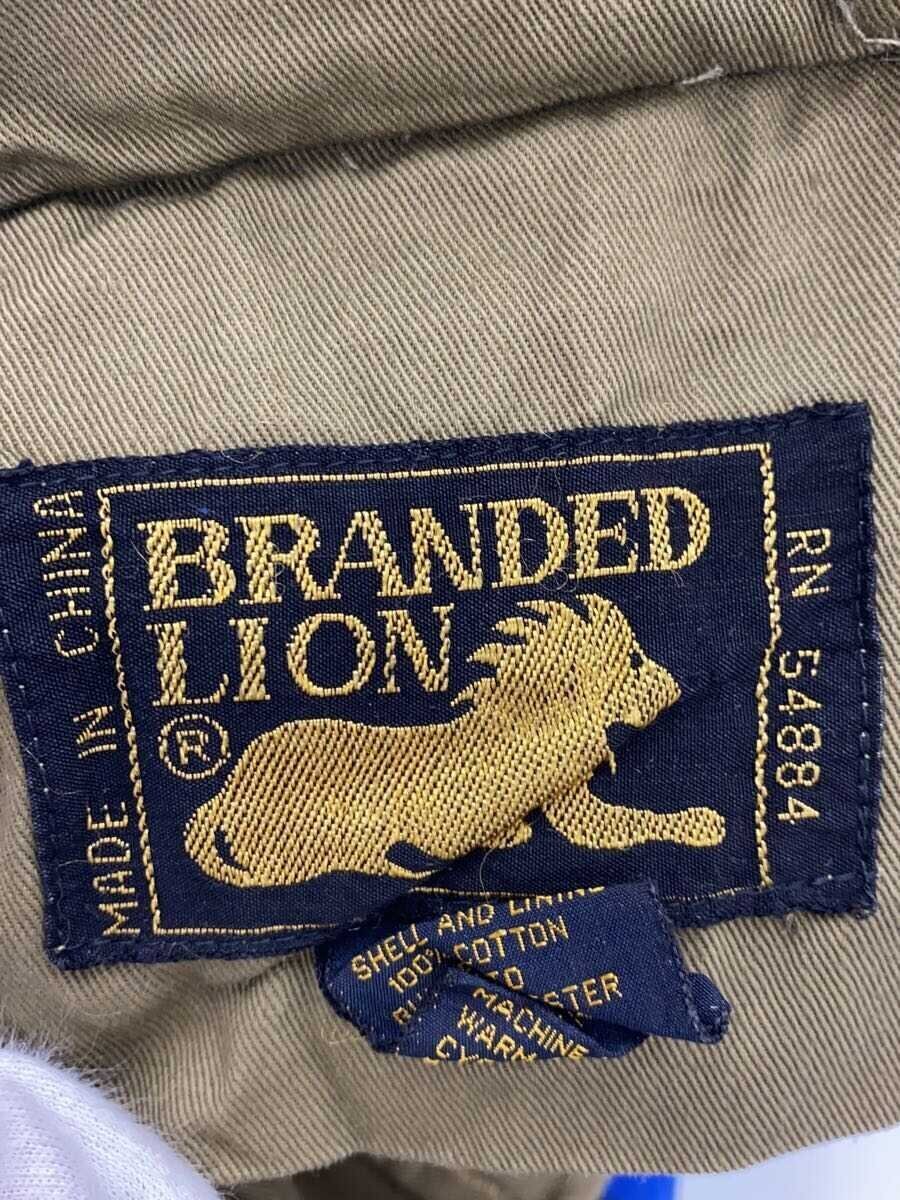 MADE IN CHINA
BRANDED
LION
®
RN 54884
SHELL AND LINING
100% COTTON
MACHINE
WARM